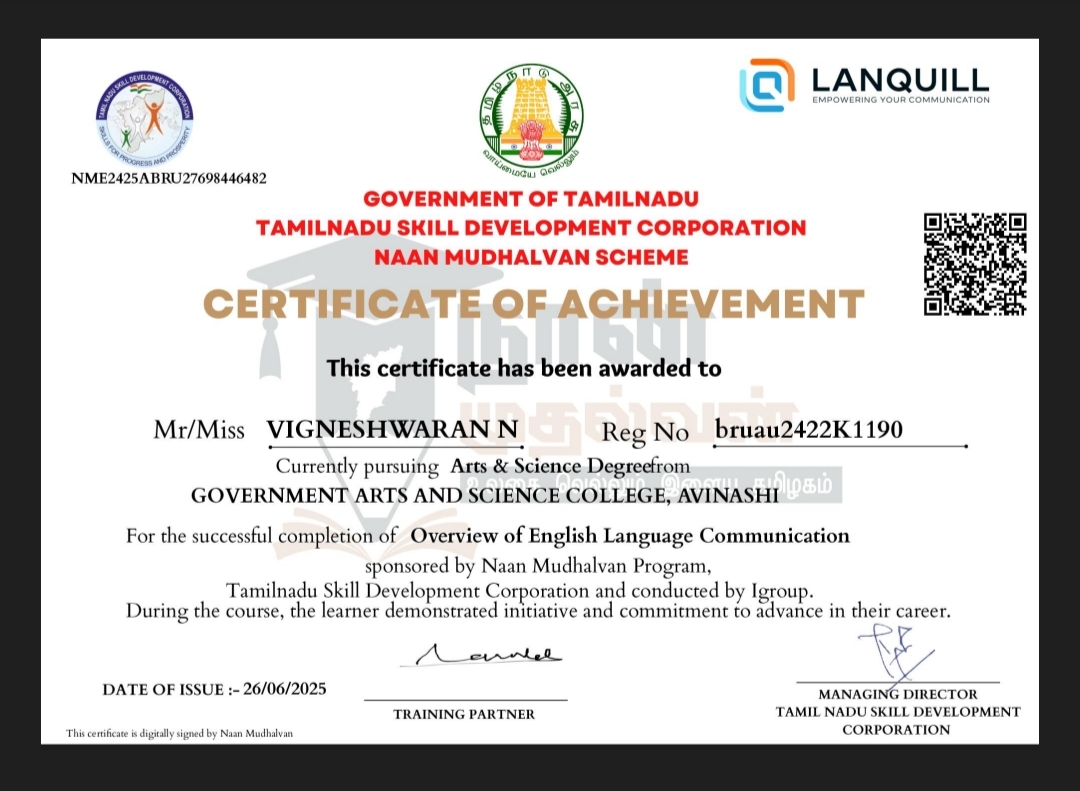 TAMIL NADU SKILL DEVELOPMENT CORPORATION
SKILLS FOR PROGRESS AND PROSPERITY
NME2425ABRU27698446482
தமிழ்நாடு அரசு
வாய்மையே வெல்லும்
LANQUILL
EMPOWERING YOUR COMMUNICATION
GOVERNMENT OF TAMILNADU
TAMILNADU SKILL DEVELOPMENT CORPORATION
NAAN MUDHALVAN SCHEME
CERTIFICATE OF ACHIEVEMENT
நான்
முதல்வன்
உலகை வெல்லும் இளைய தமிழகம்
This certificate has been awarded to
Mr/Miss VIGNESHWARAN N Reg No bruau2422K1190
Currently pursuing Arts & Science Degreefrom
GOVERNMENT ARTS AND SCIENCE COLLEGE, AVINASHI
For the successful completion of Overview of English Language Communication
sponsored by Naan Mudhalvan Program,
Tamilnadu Skill Development Corporation and conducted by Igroup.
During the course, the learner demonstrated initiative and commitment to advance in their career.
DATE OF ISSUE :- 26/06/2025
TRAINING PARTNER
MANAGING DIRECTOR
TAMIL NADU SKILL DEVELOPMENT
CORPORATION
This certificate is digitally signed by Naan Mudhalvan